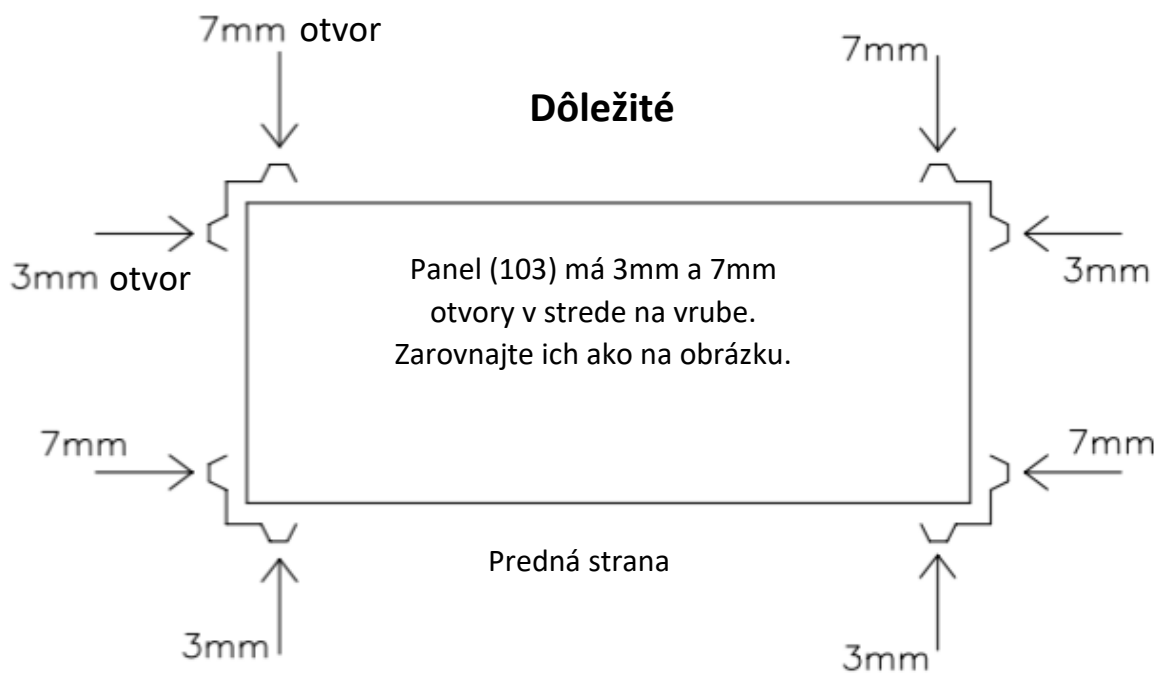 7mm otvor
7mm
Dôležité
3mm otvor
Panel (103) má 3mm a 7mm
otvory v strede na vrube.
Zarovnajte ich ako na obrázku.
3mm
7mm
7mm
Predná strana
3mm
3mm